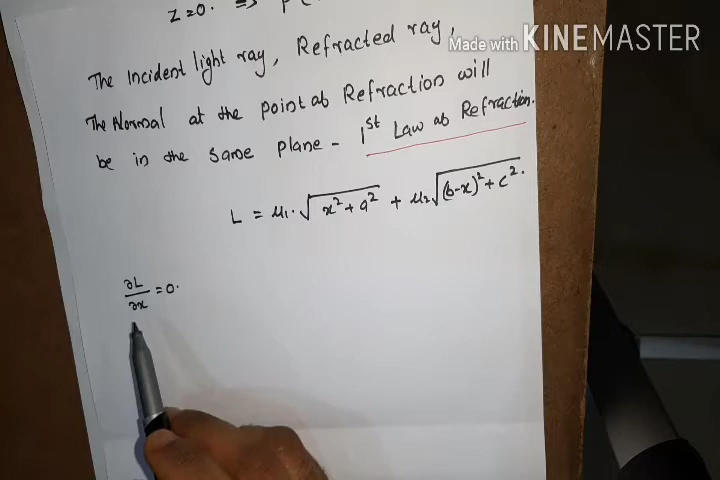 Z=0. => P(
Made with KINEMASTER
The Incident light ray, Refracted ray,
The Normal at the point of Refraction will
be in the same plane - 1st Law of Refraction.
L = μ₁.√(x²+a²) + μ₂√((b-x)²+c²).
∂L/∂x = 0.